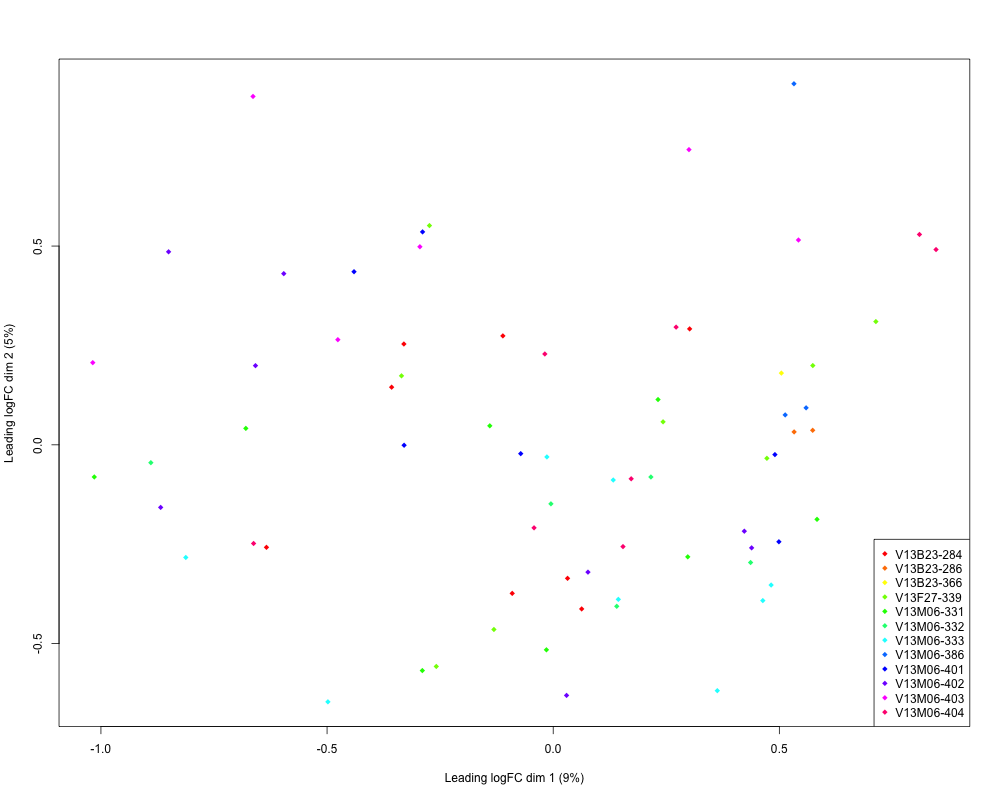 Leading logFC dim 2 (5%)
0.5
0.0
-0.5
V13B23-284
V13B23-286
V13B23-366
V13F27-339
V13M06-331
V13M06-332
V13M06-333
V13M06-386
V13M06-401
V13M06-402
V13M06-403
V13M06-404
-1.0 -0.5 0.0 0.5
Leading logFC dim 1 (9%)